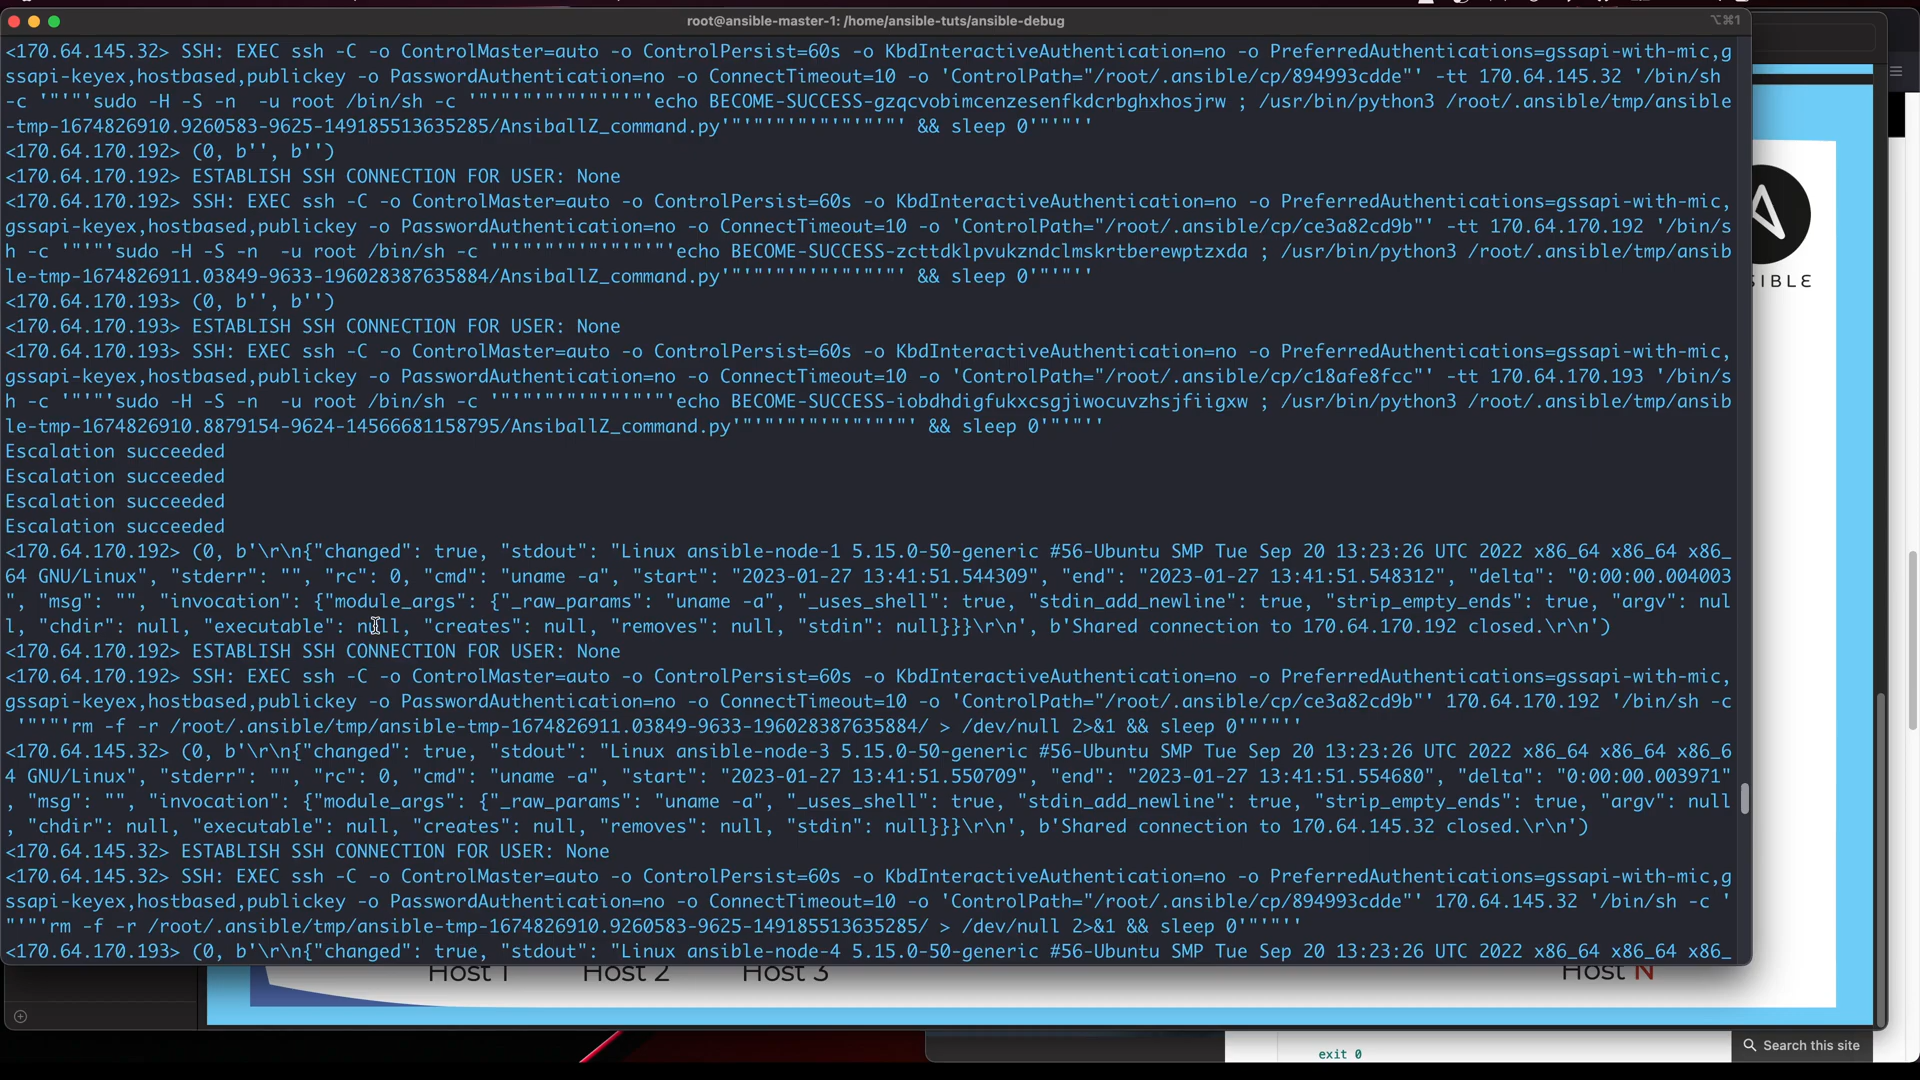 root@ansible-master-1: /home/ansible-tuts/ansible-debug
⌥⌘1
<170.64.145.32> SSH: EXEC ssh -C -o ControlMaster=auto -o ControlPersist=60s -o KbdInteractiveAuthentication=no -o PreferredAuthentications=gssapi-with-mic,g
ssapi-keyex,hostbased,publickey -o PasswordAuthentication=no -o ConnectTimeout=10 -o 'ControlPath="/root/.ansible/cp/894993cdde"' -tt 170.64.145.32 '/bin/sh
-c '"'"'sudo -H -S -n  -u root /bin/sh -c '"'"'"'"'"'"'"'"'echo BECOME-SUCCESS-gzqcvobimcenzesenfkdcrbghxhosjrw ; /usr/bin/python3 /root/.ansible/tmp/ansible
-tmp-1674826910.9260583-9625-149185513635285/AnsiballZ_command.py'"'"'"'"'"'"'"'"' && sleep 0'"'"''
<170.64.170.192> (0, b'', b'')
<170.64.170.192> ESTABLISH SSH CONNECTION FOR USER: None
<170.64.170.192> SSH: EXEC ssh -C -o ControlMaster=auto -o ControlPersist=60s -o KbdInteractiveAuthentication=no -o PreferredAuthentications=gssapi-with-mic,
gssapi-keyex,hostbased,publickey -o PasswordAuthentication=no -o ConnectTimeout=10 -o 'ControlPath="/root/.ansible/cp/ce3a82cd9b"' -tt 170.64.170.192 '/bin/s
h -c '"'"'sudo -H -S -n  -u root /bin/sh -c '"'"'"'"'"'"'"'"'echo BECOME-SUCCESS-zcttdklpvukzndclmskrtberewptzxda ; /usr/bin/python3 /root/.ansible/tmp/ansib
le-tmp-1674826911.03849-9633-196028387635884/AnsiballZ_command.py'"'"'"'"'"'"'"'"' && sleep 0'"'"''
<170.64.170.193> (0, b'', b'')
<170.64.170.193> ESTABLISH SSH CONNECTION FOR USER: None
<170.64.170.193> SSH: EXEC ssh -C -o ControlMaster=auto -o ControlPersist=60s -o KbdInteractiveAuthentication=no -o PreferredAuthentications=gssapi-with-mic,
gssapi-keyex,hostbased,publickey -o PasswordAuthentication=no -o ConnectTimeout=10 -o 'ControlPath="/root/.ansible/cp/c18afe8fcc"' -tt 170.64.170.193 '/bin/s
h -c '"'"'sudo -H -S -n  -u root /bin/sh -c '"'"'"'"'"'"'"'"'echo BECOME-SUCCESS-iobdhdigfukxcsgjiwocuvzhsjfiigxw ; /usr/bin/python3 /root/.ansible/tmp/ansib
le-tmp-1674826910.8879154-9624-14566681158795/AnsiballZ_command.py'"'"'"'"'"'"'"'"' && sleep 0'"'"''
Escalation succeeded
Escalation succeeded
Escalation succeeded
Escalation succeeded
<170.64.170.192> (0, b'\r\n{"changed": true, "stdout": "Linux ansible-node-1 5.15.0-50-generic #56-Ubuntu SMP Tue Sep 20 13:23:26 UTC 2022 x86_64 x86_64 x86_
64 GNU/Linux", "stderr": "", "rc": 0, "cmd": "uname -a", "start": "2023-01-27 13:41:51.544309", "end": "2023-01-27 13:41:51.548312", "delta": "0:00:00.004003
", "msg": "", "invocation": {"module_args": {"_raw_params": "uname -a", "_uses_shell": true, "stdin_add_newline": true, "strip_empty_ends": true, "argv": nul
l, "chdir": null, "executable": null, "creates": null, "removes": null, "stdin": null}}}\r\n', b'Shared connection to 170.64.170.192 closed.\r\n')
<170.64.170.192> ESTABLISH SSH CONNECTION FOR USER: None
<170.64.170.192> SSH: EXEC ssh -C -o ControlMaster=auto -o ControlPersist=60s -o KbdInteractiveAuthentication=no -o PreferredAuthentications=gssapi-with-mic,
gssapi-keyex,hostbased,publickey -o PasswordAuthentication=no -o ConnectTimeout=10 -o 'ControlPath="/root/.ansible/cp/ce3a82cd9b"' 170.64.170.192 '/bin/sh -c
 '"'"'rm -f -r /root/.ansible/tmp/ansible-tmp-1674826911.03849-9633-196028387635884/ > /dev/null 2>&1 && sleep 0'"'"''
<170.64.145.32> (0, b'\r\n{"changed": true, "stdout": "Linux ansible-node-3 5.15.0-50-generic #56-Ubuntu SMP Tue Sep 20 13:23:26 UTC 2022 x86_64 x86_64 x86_6
4 GNU/Linux", "stderr": "", "rc": 0, "cmd": "uname -a", "start": "2023-01-27 13:41:51.550709", "end": "2023-01-27 13:41:51.554680", "delta": "0:00:00.003971"
, "msg": "", "invocation": {"module_args": {"_raw_params": "uname -a", "_uses_shell": true, "stdin_add_newline": true, "strip_empty_ends": true, "argv": null
, "chdir": null, "executable": null, "creates": null, "removes": null, "stdin": null}}}\r\n', b'Shared connection to 170.64.145.32 closed.\r\n')
<170.64.145.32> ESTABLISH SSH CONNECTION FOR USER: None
<170.64.145.32> SSH: EXEC ssh -C -o ControlMaster=auto -o ControlPersist=60s -o KbdInteractiveAuthentication=no -o PreferredAuthentications=gssapi-with-mic,g
ssapi-keyex,hostbased,publickey -o PasswordAuthentication=no -o ConnectTimeout=10 -o 'ControlPath="/root/.ansible/cp/894993cdde"' 170.64.145.32 '/bin/sh -c '
"'"'rm -f -r /root/.ansible/tmp/ansible-tmp-1674826910.9260583-9625-149185513635285/ > /dev/null 2>&1 && sleep 0'"'"''
<170.64.170.193> (0, b'\r\n{"changed": true, "stdout": "Linux ansible-node-4 5.15.0-50-generic #56-Ubuntu SMP Tue Sep 20 13:23:26 UTC 2022 x86_64 x86_64 x86_
SIBLE
Host 1
Host 2
Host 3
Host N
exit 0
Search this site